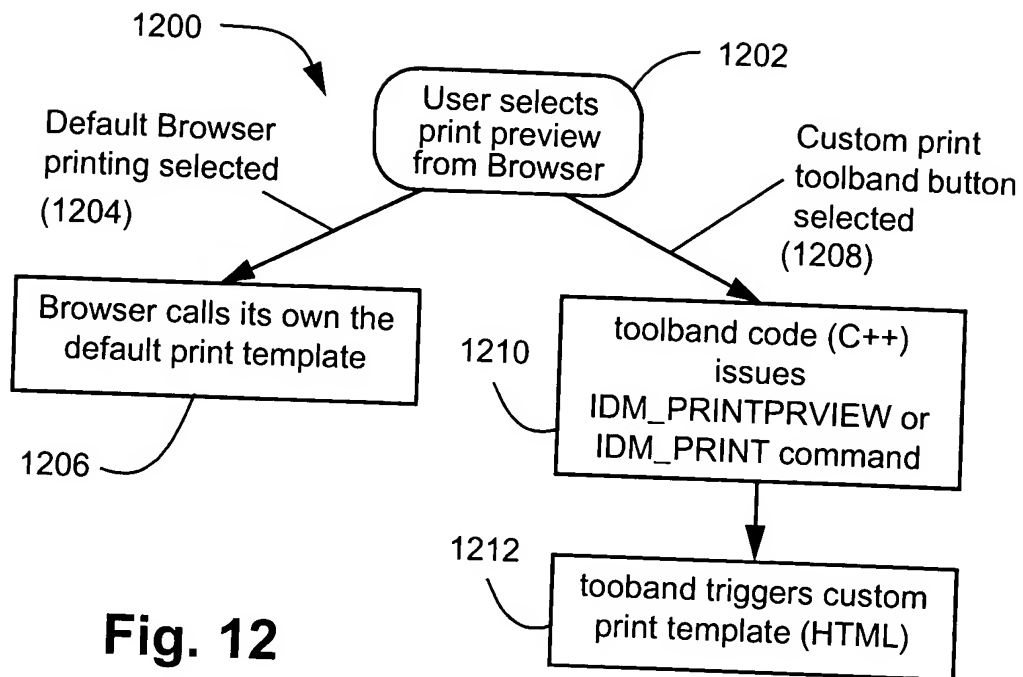 1200
1202
User selects
print preview
from Browser
Default Browser
printing selected
(1204)
Custom print
toolband button
selected
(1208)
Browser calls its own the
default print template
1206
1210
toolband code (C++)
issues
IDM_PRINTPRVIEW or
IDM_PRINT command
1212
tooband triggers custom
print template (HTML)
Fig. 12